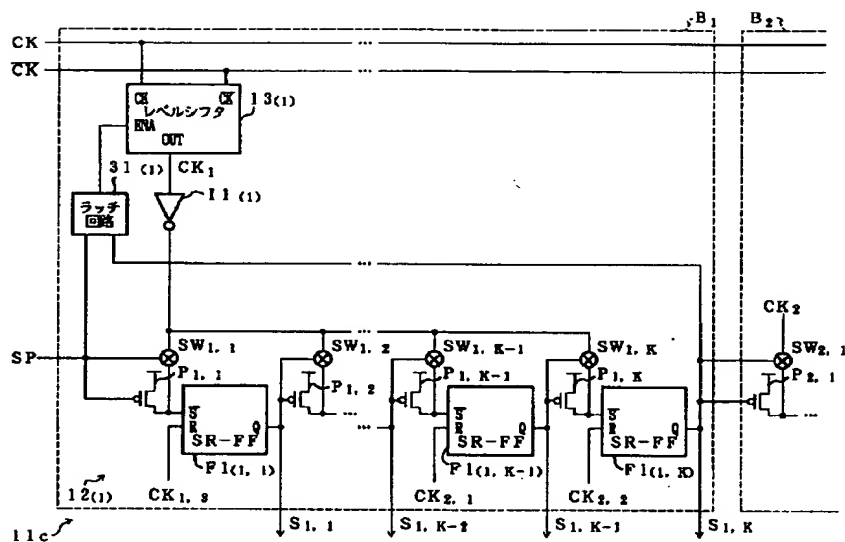 B₁ B₂
CK
C̅K̅
CK C̅K̅
レベルシフタ
ENA
OUT
13(1)
31(1)
CK₁
I1(1)
ラッチ
回路
CK₂
SP
SW₁,₁ SW₁,₂ SW₁,K-1 SW₁,K SW₂,₁
P₁,₁ P₁,₂ P₁,K-1 P₁,K P₂,₁
S̅ S̅ S̅
R Q R Q R Q
SR-FF SR-FF SR-FF
F1(1,1) F1(1,K-1) F1(1,K)
12(1)
CK₁,₃ CK₂,₁ CK₂,₂
11c
S₁,₁ S₁,K-2 S₁,K-1 S₁,K